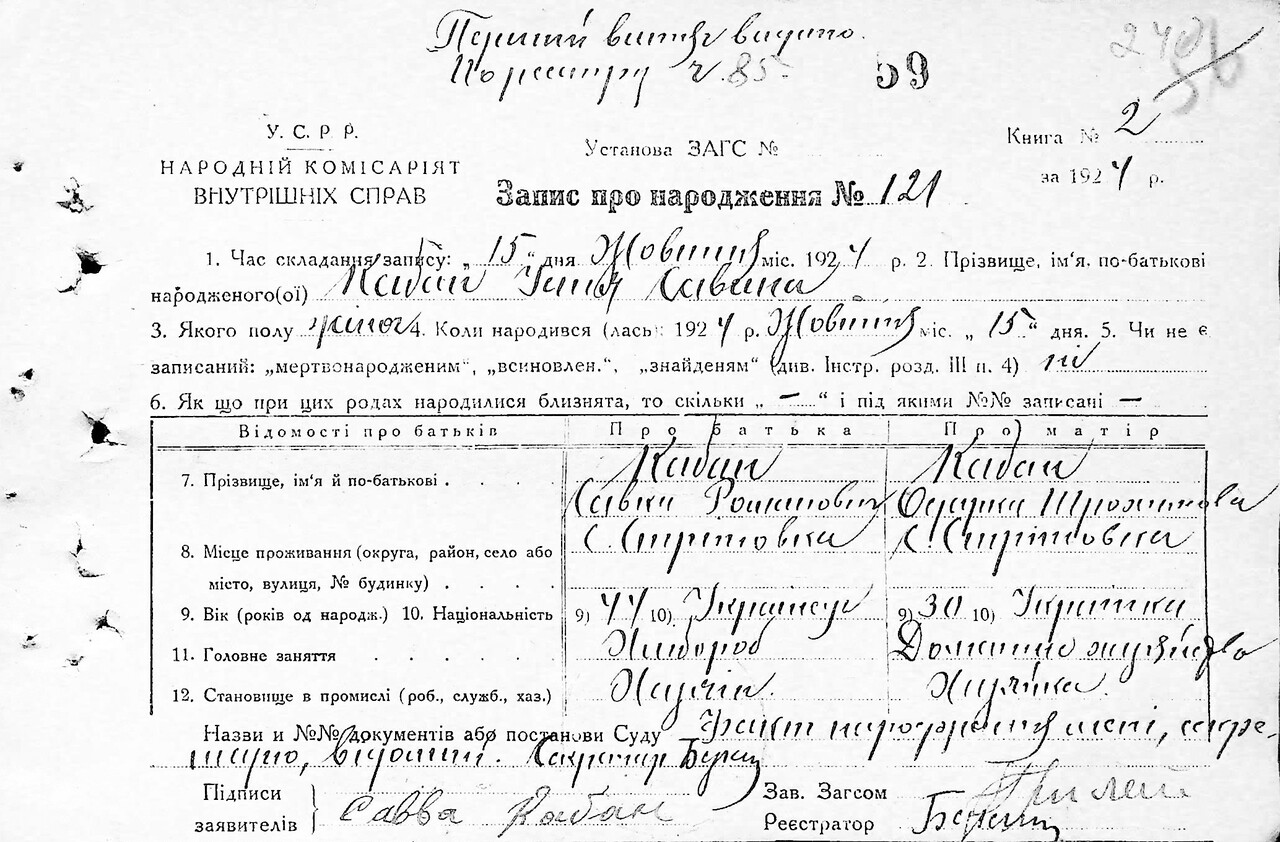 Перший витяг видано
По реєстру ч. 85
59
У. С. Р. Р.
НАРОДНІЙ КОМІСАРІЯТ
ВНУТРІШНІХ СПРАВ
Установа ЗАГС №
Книга № 2
за 1924 р.
Запис про народження № 121
1. Час складання запису: „ 15 “ дня Жовтня міс. 1924 р. 2. Прізвище, ім'я, по-батькові
народженого(ої) Кабан Савівна
3. Якого полу жіноч 4. Коли народився (лась) 1924 р. Жовтня міс. „ 15 “ дня. 5. Чи не є
записаний: „мертвонародженим“, „всиновлен.“, „знайденям“ (див. Інстр. розд. III п. 4) ні
6. Як що при цих родах народилися близнята, то скільки „ — “ і під якими №№ записані —
Відомості про батьків Про батька Про матір
7. Прізвище, ім'я й по-батькові . . . . Кабан Кабан
Савка Романович Одарка Трохимова
8. Місце проживання (округа, район, село або с. Стрітовка с. Стрітовка
місто, вулиця, № будинку) . . . .
9. Вік (років од народж.) 10. Національність 9) 44 10) Українець 9) 30 10) Українка
11. Головне заняття . . . . . Хлібороб Домашнє
12. Становище в промислі (роб., служб., хаз.) Хазяїн. Хазяйка.
Назви и №№ документів або постанови Суду Факт народження мені, секре-
тарю, відомий. Секретар
Підписи
заявителів } Савва Кабан
Зав. Загсом
Реєстратор